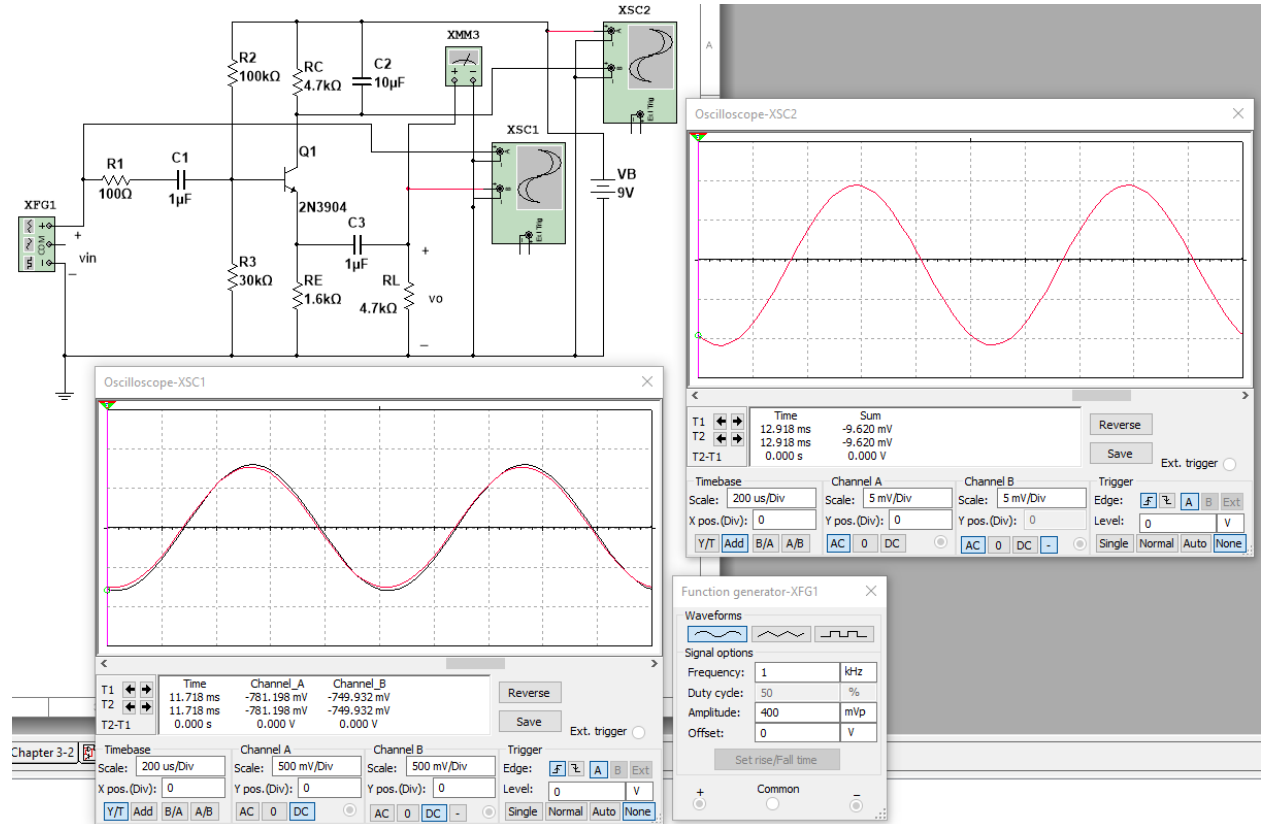 XSC2
XMM3
A
R2
100kΩ
RC
4.7kΩ
C2
10µF
Ext Trig
XSC1
Q1
2N3904
R1
100Ω
C1
1µF
VB
9V
XFG1
COM
+
vin
−
C3
1µF
Ext Trig
R3
30kΩ
RE
1.6kΩ
RL
4.7kΩ
+
vo
−
Oscilloscope-XSC2
T1
T2
T2-T1
Time Sum
12.918 ms -9.620 mV
12.918 ms -9.620 mV
0.000 s 0.000 V
Reverse
Save
Ext. trigger
Timebase
Scale: 200 us/Div
X pos.(Div): 0
Y/T Add B/A A/B
Channel A
Scale: 5 mV/Div
Y pos.(Div): 0
AC 0 DC
Channel B
Scale: 5 mV/Div
Y pos.(Div): 0
AC 0 DC -
Trigger
Edge: A B Ext
Level: 0 V
Single Normal Auto None
Oscilloscope-XSC1
T1
T2
T2-T1
Time Channel_A Channel_B
11.718 ms -781.198 mV -749.932 mV
11.718 ms -781.198 mV -749.932 mV
0.000 s 0.000 V 0.000 V
Reverse
Save
Ext. trigger
Timebase
Scale: 200 us/Div
X pos.(Div): 0
Y/T Add B/A A/B
Channel A
Scale: 500 mV/Div
Y pos.(Div): 0
AC 0 DC
Channel B
Scale: 500 mV/Div
Y pos.(Div): 0
AC 0 DC -
Trigger
Edge: A B Ext
Level: 0 V
Single Normal Auto None
Function generator-XFG1
Waveforms
Signal options
Frequency: 1 kHz
Duty cycle: 50 %
Amplitude: 400 mVp
Offset: 0 V
Set rise/Fall time
+ Common −
Chapter 3-2